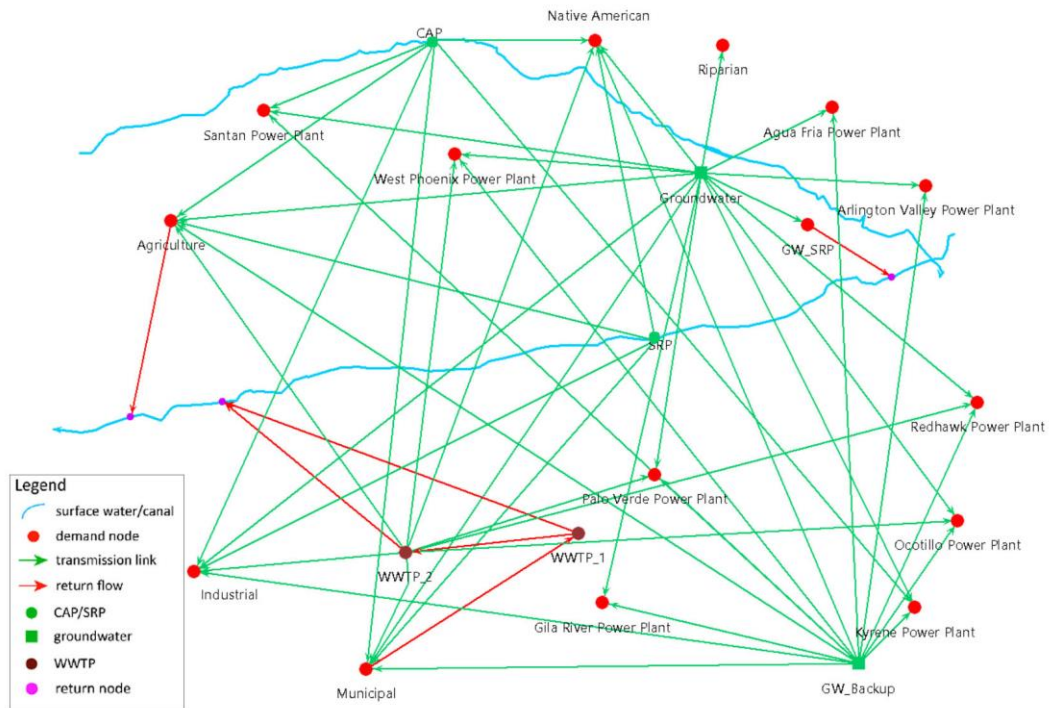 Native American
CAP
Riparian
Santan Power Plant
Agua Fria Power Plant
West Phoenix Power Plant
Groundwater
Arlington Valley Power Plant
Agriculture
GW_SRP
SRP
Redhawk Power Plant
Palo Verde Power Plant
Ocotillo Power Plant
WWTP_1
WWTP_2
Industrial
Gila River Power Plant
Kyrene Power Plant
Municipal
GW_Backup
Legend
surface water/canal
demand node
transmission link
return flow
CAP/SRP
groundwater
WWTP
return node